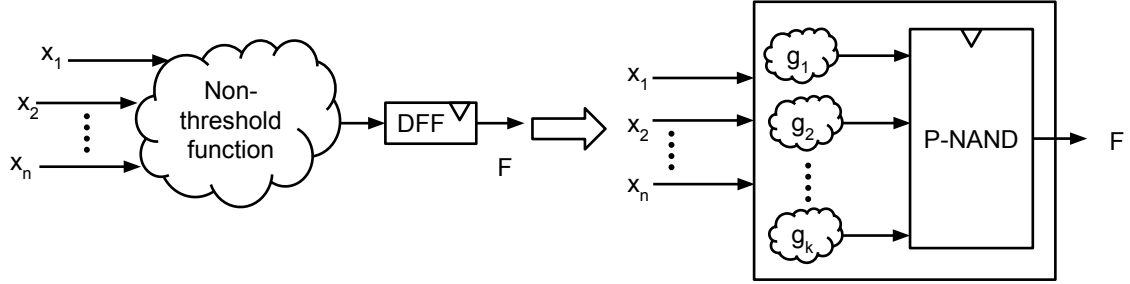 x1
x2
xn
Non-
threshold
function
DFF
F
x1
x2
xn
g1
g2
gk
P-NAND
F